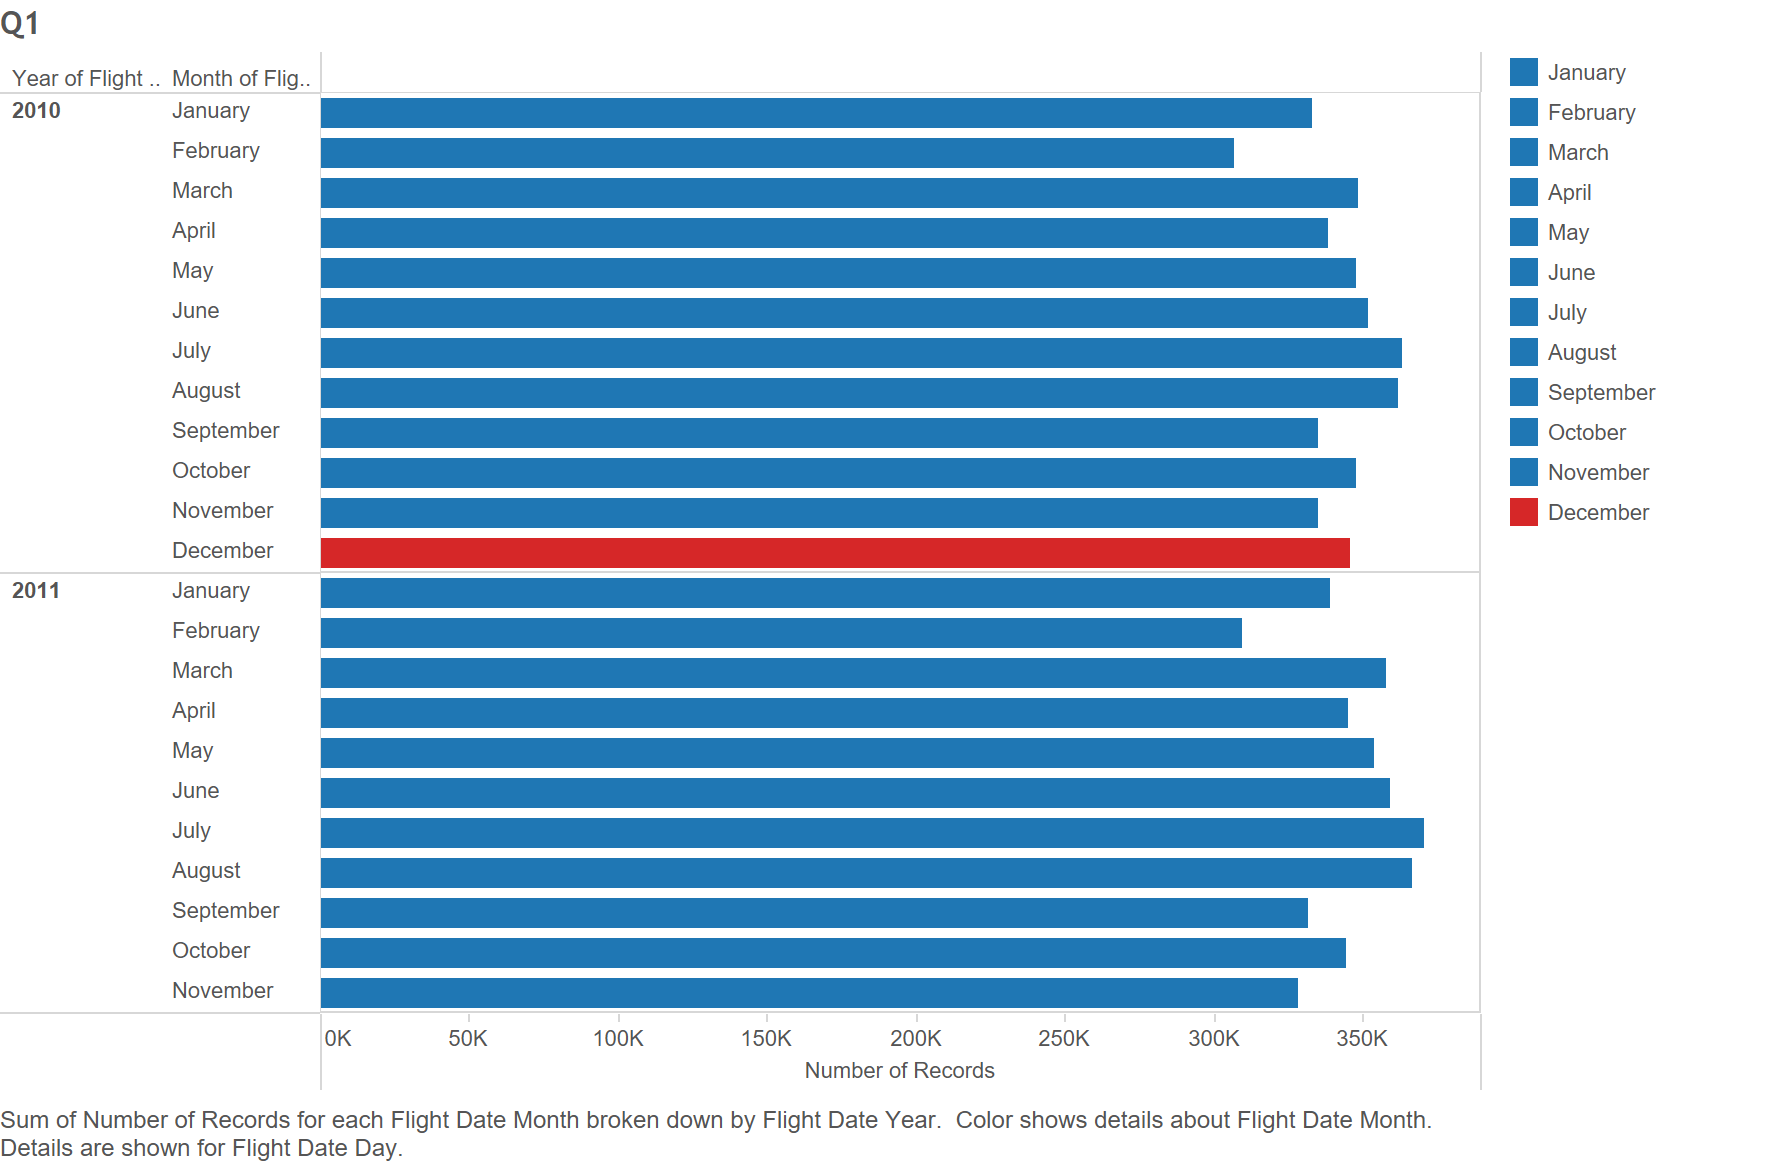 Q1
Year of Flight .. Month of Flig..
2010 January
February
March
April
May
June
July
August
September
October
November
December
2011 January
February
March
April
May
June
July
August
September
October
November
0K 50K 100K 150K 200K 250K 300K 350K
Number of Records
January
February
March
April
May
June
July
August
September
October
November
December
Sum of Number of Records for each Flight Date Month broken down by Flight Date Year.  Color shows details about Flight Date Month.
Details are shown for Flight Date Day.